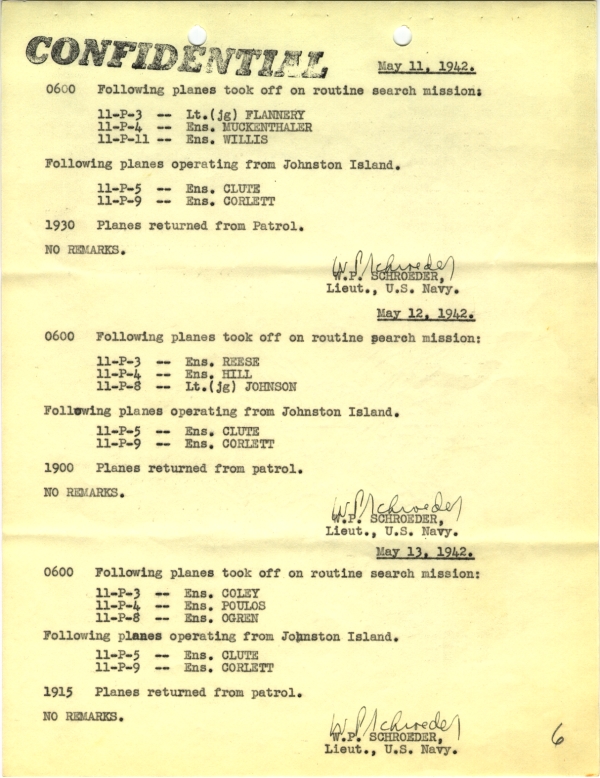 CONFIDENTIAL
May 11, 1942.
0600 Following planes took off on routine search mission:
11-P-3 -- Lt.(jg) FLANNERY
11-P-4 -- Ens. MUCKENTHALER
11-P-11 -- Ens. WILLIS
Following planes operating from Johnston Island.
11-P-5 -- Ens. CLUTE
11-P-9 -- Ens. CORLETT
1930 Planes returned from Patrol.
NO REMARKS.
W.P. Schroeder
W.P. SCHROEDER,
Lieut., U.S. Navy.
May 12, 1942.
0600 Following planes took off on routine search mission:
11-P-3 -- Ens. REESE
11-P-4 -- Ens. HILL
11-P-8 -- Lt.(jg) JOHNSON
Following planes operating from Johnston Island.
11-P-5 -- Ens. CLUTE
11-P-9 -- Ens. CORLETT
1900 Planes returned from patrol.
NO REMARKS.
W.P. Schroeder
W.P. SCHROEDER,
Lieut., U.S. Navy.
May 13, 1942.
0600 Following planes took off on routine search mission:
11-P-3 -- Ens. COLEY
11-P-4 -- Ens. POULOS
11-P-8 -- Ens. OGREN
Following planes operating from Johnston Island.
11-P-5 -- Ens. CLUTE
11-P-9 -- Ens. CORLETT
1915 Planes returned from patrol.
NO REMARKS.
W.P. Schroeder
W.P. SCHROEDER,
Lieut., U.S. Navy.
6